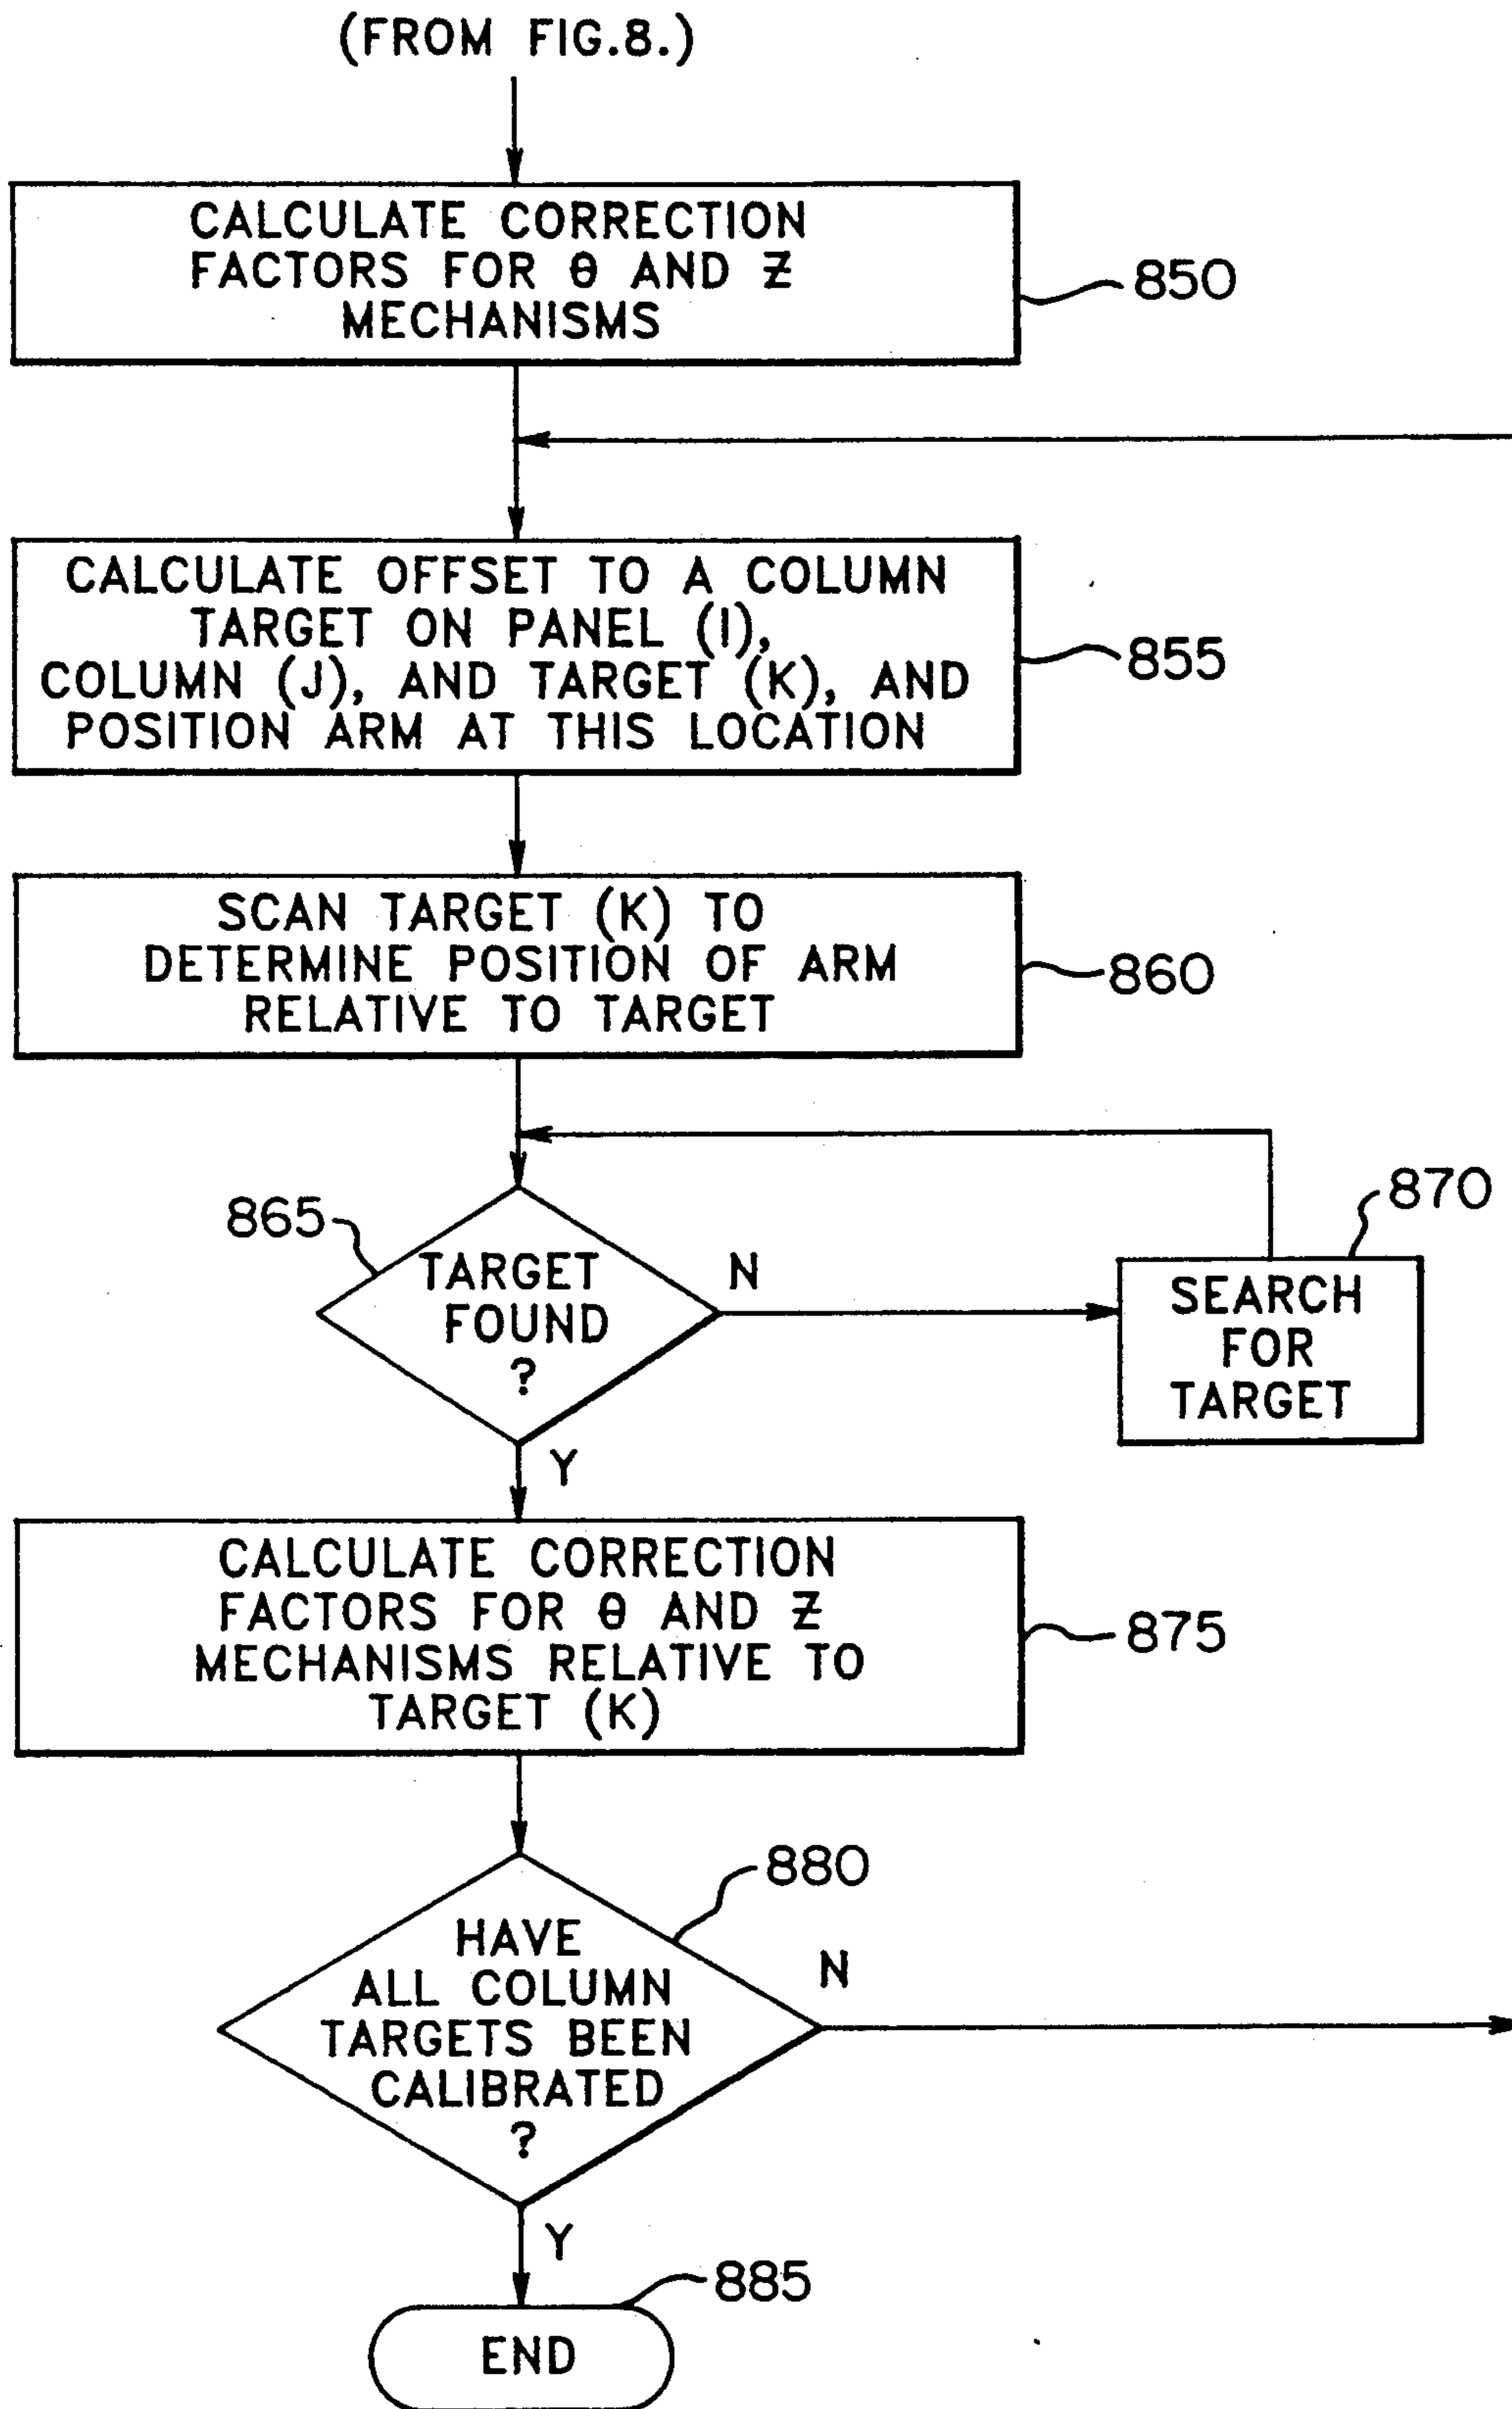 (FROM FIG.8.)
CALCULATE CORRECTION
FACTORS FOR θ AND Z
MECHANISMS
850
CALCULATE OFFSET TO A COLUMN
TARGET ON PANEL (I),
COLUMN (J), AND TARGET (K), AND
POSITION ARM AT THIS LOCATION
855
SCAN TARGET (K) TO
DETERMINE POSITION OF ARM
RELATIVE TO TARGET
860
865
TARGET
FOUND
?
N
870
SEARCH
FOR
TARGET
Y
CALCULATE CORRECTION
FACTORS FOR θ AND Z
MECHANISMS RELATIVE TO
TARGET (K)
875
880
HAVE
ALL COLUMN
TARGETS BEEN
CALIBRATED
?
N
Y
885
END